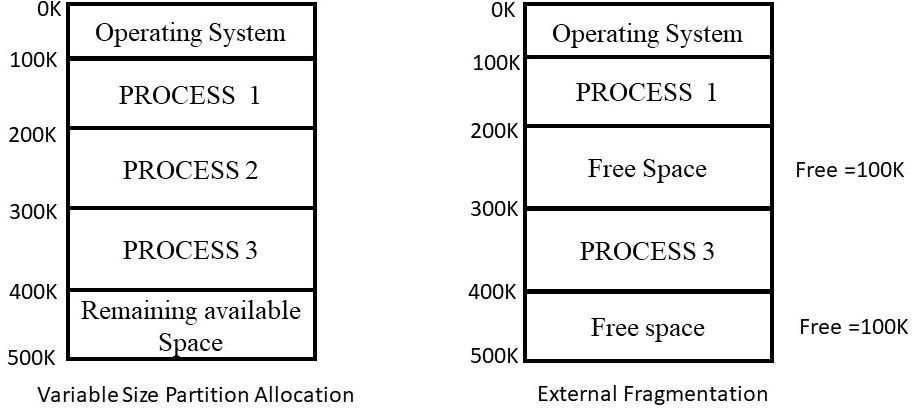 0K
Operating System
100K
PROCESS 1
200K
PROCESS 2
300K
PROCESS 3
400K
Remaining available
Space
500K
Variable Size Partition Allocation
0K
Operating System
100K
PROCESS 1
200K
Free Space
Free =100K
300K
PROCESS 3
400K
Free space
Free =100K
500K
External Fragmentation